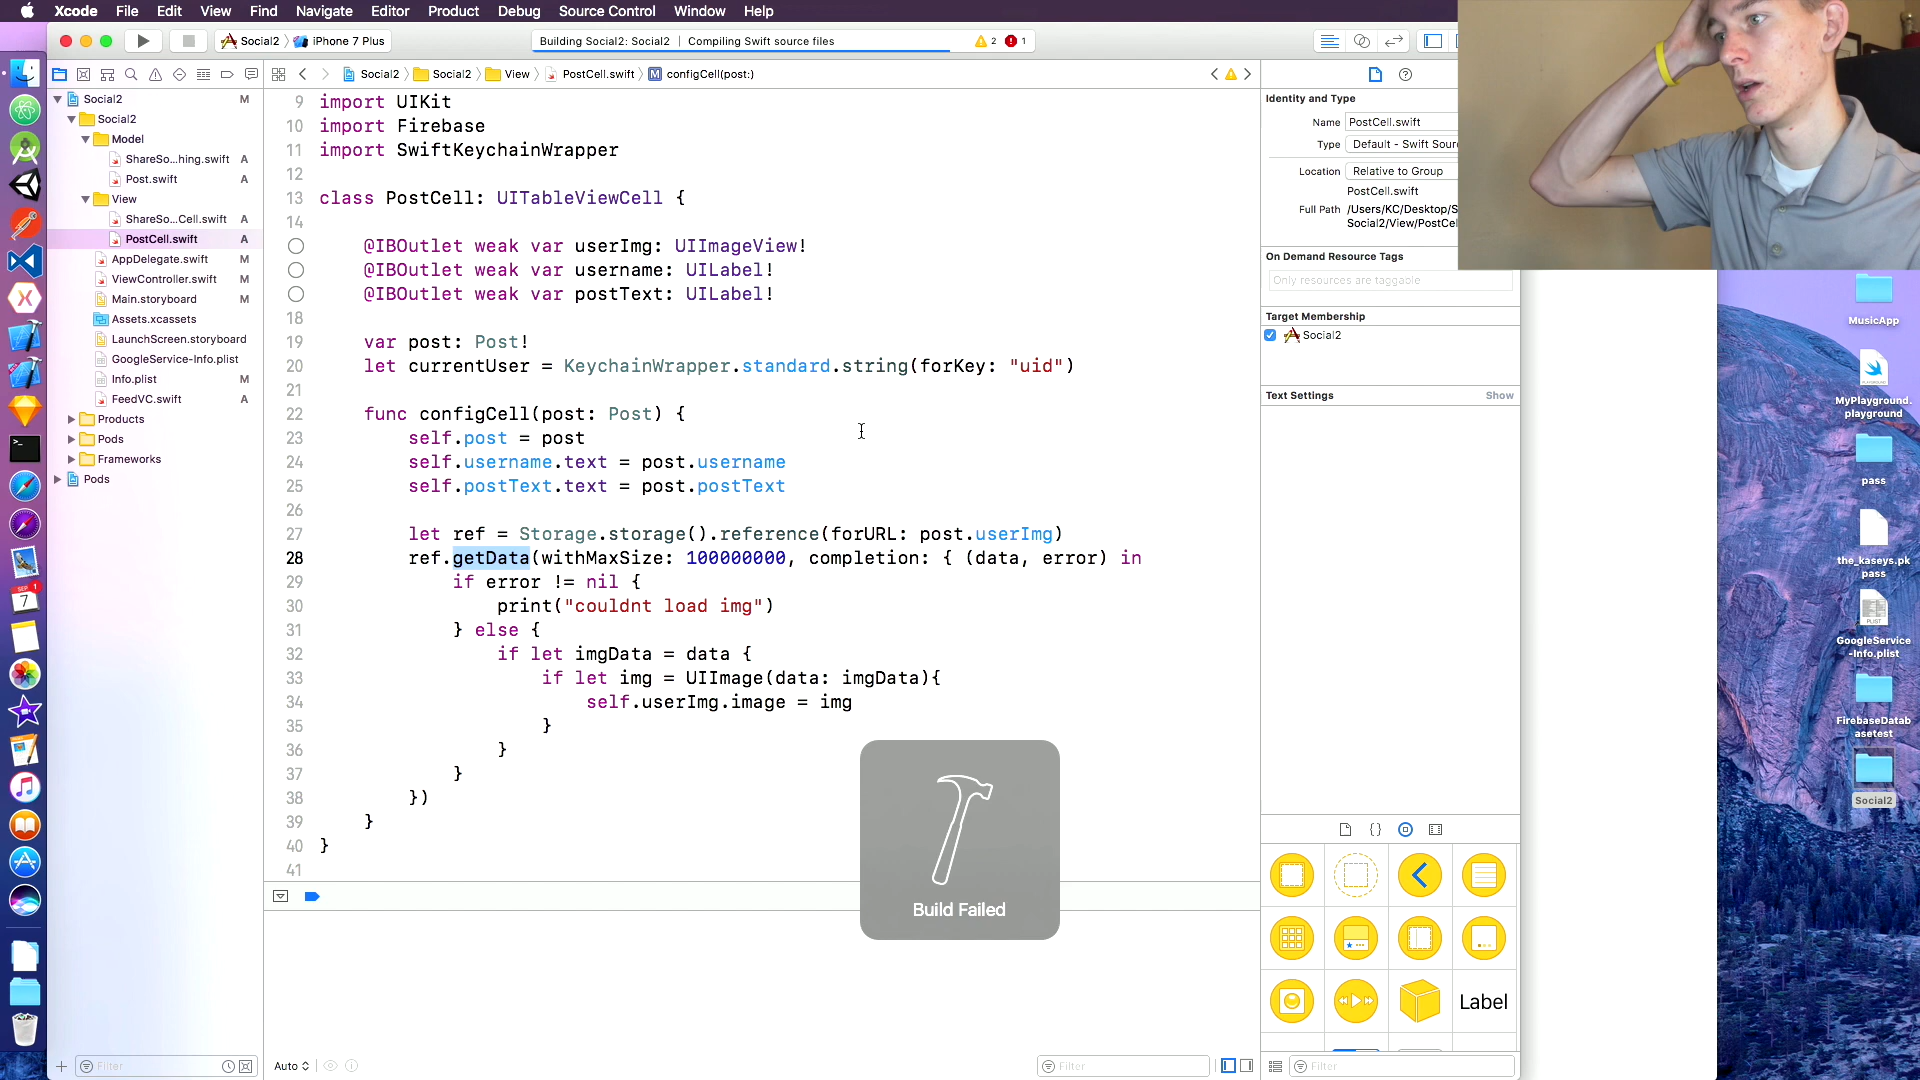 Xcode File Edit View Find Navigate Editor Product Debug Source Control Window Help
Social2 iPhone 7 Plus
Building Social2: Social2 | Compiling Swift source files 2 1
Social2 Social2 View PostCell.swift M configCell(post:)
Social2 M
Social2
Model
ShareSo...hing.swift A
Post.swift A
View
ShareSo...Cell.swift A
PostCell.swift A
AppDelegate.swift M
ViewController.swift M
Main.storyboard M
Assets.xcassets
LaunchScreen.storyboard
GoogleService-Info.plist
Info.plist M
FeedVC.swift A
Products
Pods
Frameworks
Pods
Filter
9 import UIKit
10 import Firebase
11 import SwiftKeychainWrapper
12
13 class PostCell: UITableViewCell {
14
@IBOutlet weak var userImg: UIImageView!
@IBOutlet weak var username: UILabel!
@IBOutlet weak var postText: UILabel!
18
19 var post: Post!
20 let currentUser = KeychainWrapper.standard.string(forKey: "uid")
21
22 func configCell(post: Post) {
23 self.post = post
24 self.username.text = post.username
25 self.postText.text = post.postText
26
27 let ref = Storage.storage().reference(forURL: post.userImg)
28 ref.getData(withMaxSize: 100000000, completion: { (data, error) in
29 if error != nil {
30 print("couldnt load img")
31 } else {
32 if let imgData = data {
33 if let img = UIImage(data: imgData){
34 self.userImg.image = img
35 }
36 }
37 }
38 })
39 }
40 }
41
Build Failed
Auto
Filter
Identity and Type
Name PostCell.swift
Type Default - Swift Sour
Location Relative to Group
PostCell.swift
Full Path /Users/KC/Desktop/S
Social2/View/PostCel
On Demand Resource Tags
Only resources are taggable
Target Membership
Social2
Text Settings Show
Label
Filter
SEP
7
1
MusicApp
MyPlayground.
playground
pass
the_kaseys.pk
pass
PLIST
GoogleService
-Info.plist
FirebaseDatab
asetest
Social2